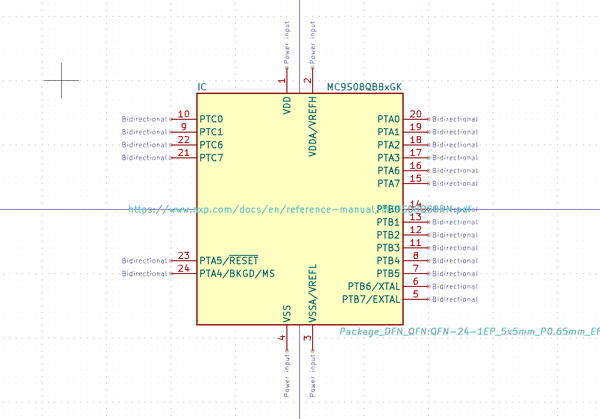 Power input Power input
1 2
IC MC9S08QB8xGK
VDD VDDA/VREFH
Bidirectional 10 PTC0 PTA0 20 Bidirectional
Bidirectional 9 PTC1 PTA1 19 Bidirectional
Bidirectional 22 PTC6 PTA2 18 Bidirectional
Bidirectional 21 PTC7 PTA3 17 Bidirectional
PTA6 16 Bidirectional
PTA7 15 Bidirectional
https://www.nxp.com/docs/en/reference-manual/ PTB0 14
PTB1 13 Bidirectional
PTB2 12 Bidirectional
PTB3 11 Bidirectional
Bidirectional 23 PTA5/RESET PTB4 8 Bidirectional
Bidirectional 24 PTA4/BKGD/MS PTB5 7 Bidirectional
PTB6/XTAL 6 Bidirectional
PTB7/EXTAL 5 Bidirectional
VSS VSSA/VREFL
Package_DFN_QFN:QFN-24-1EP_5x5mm_P0.65mm_EP
4 3
Power input Power input